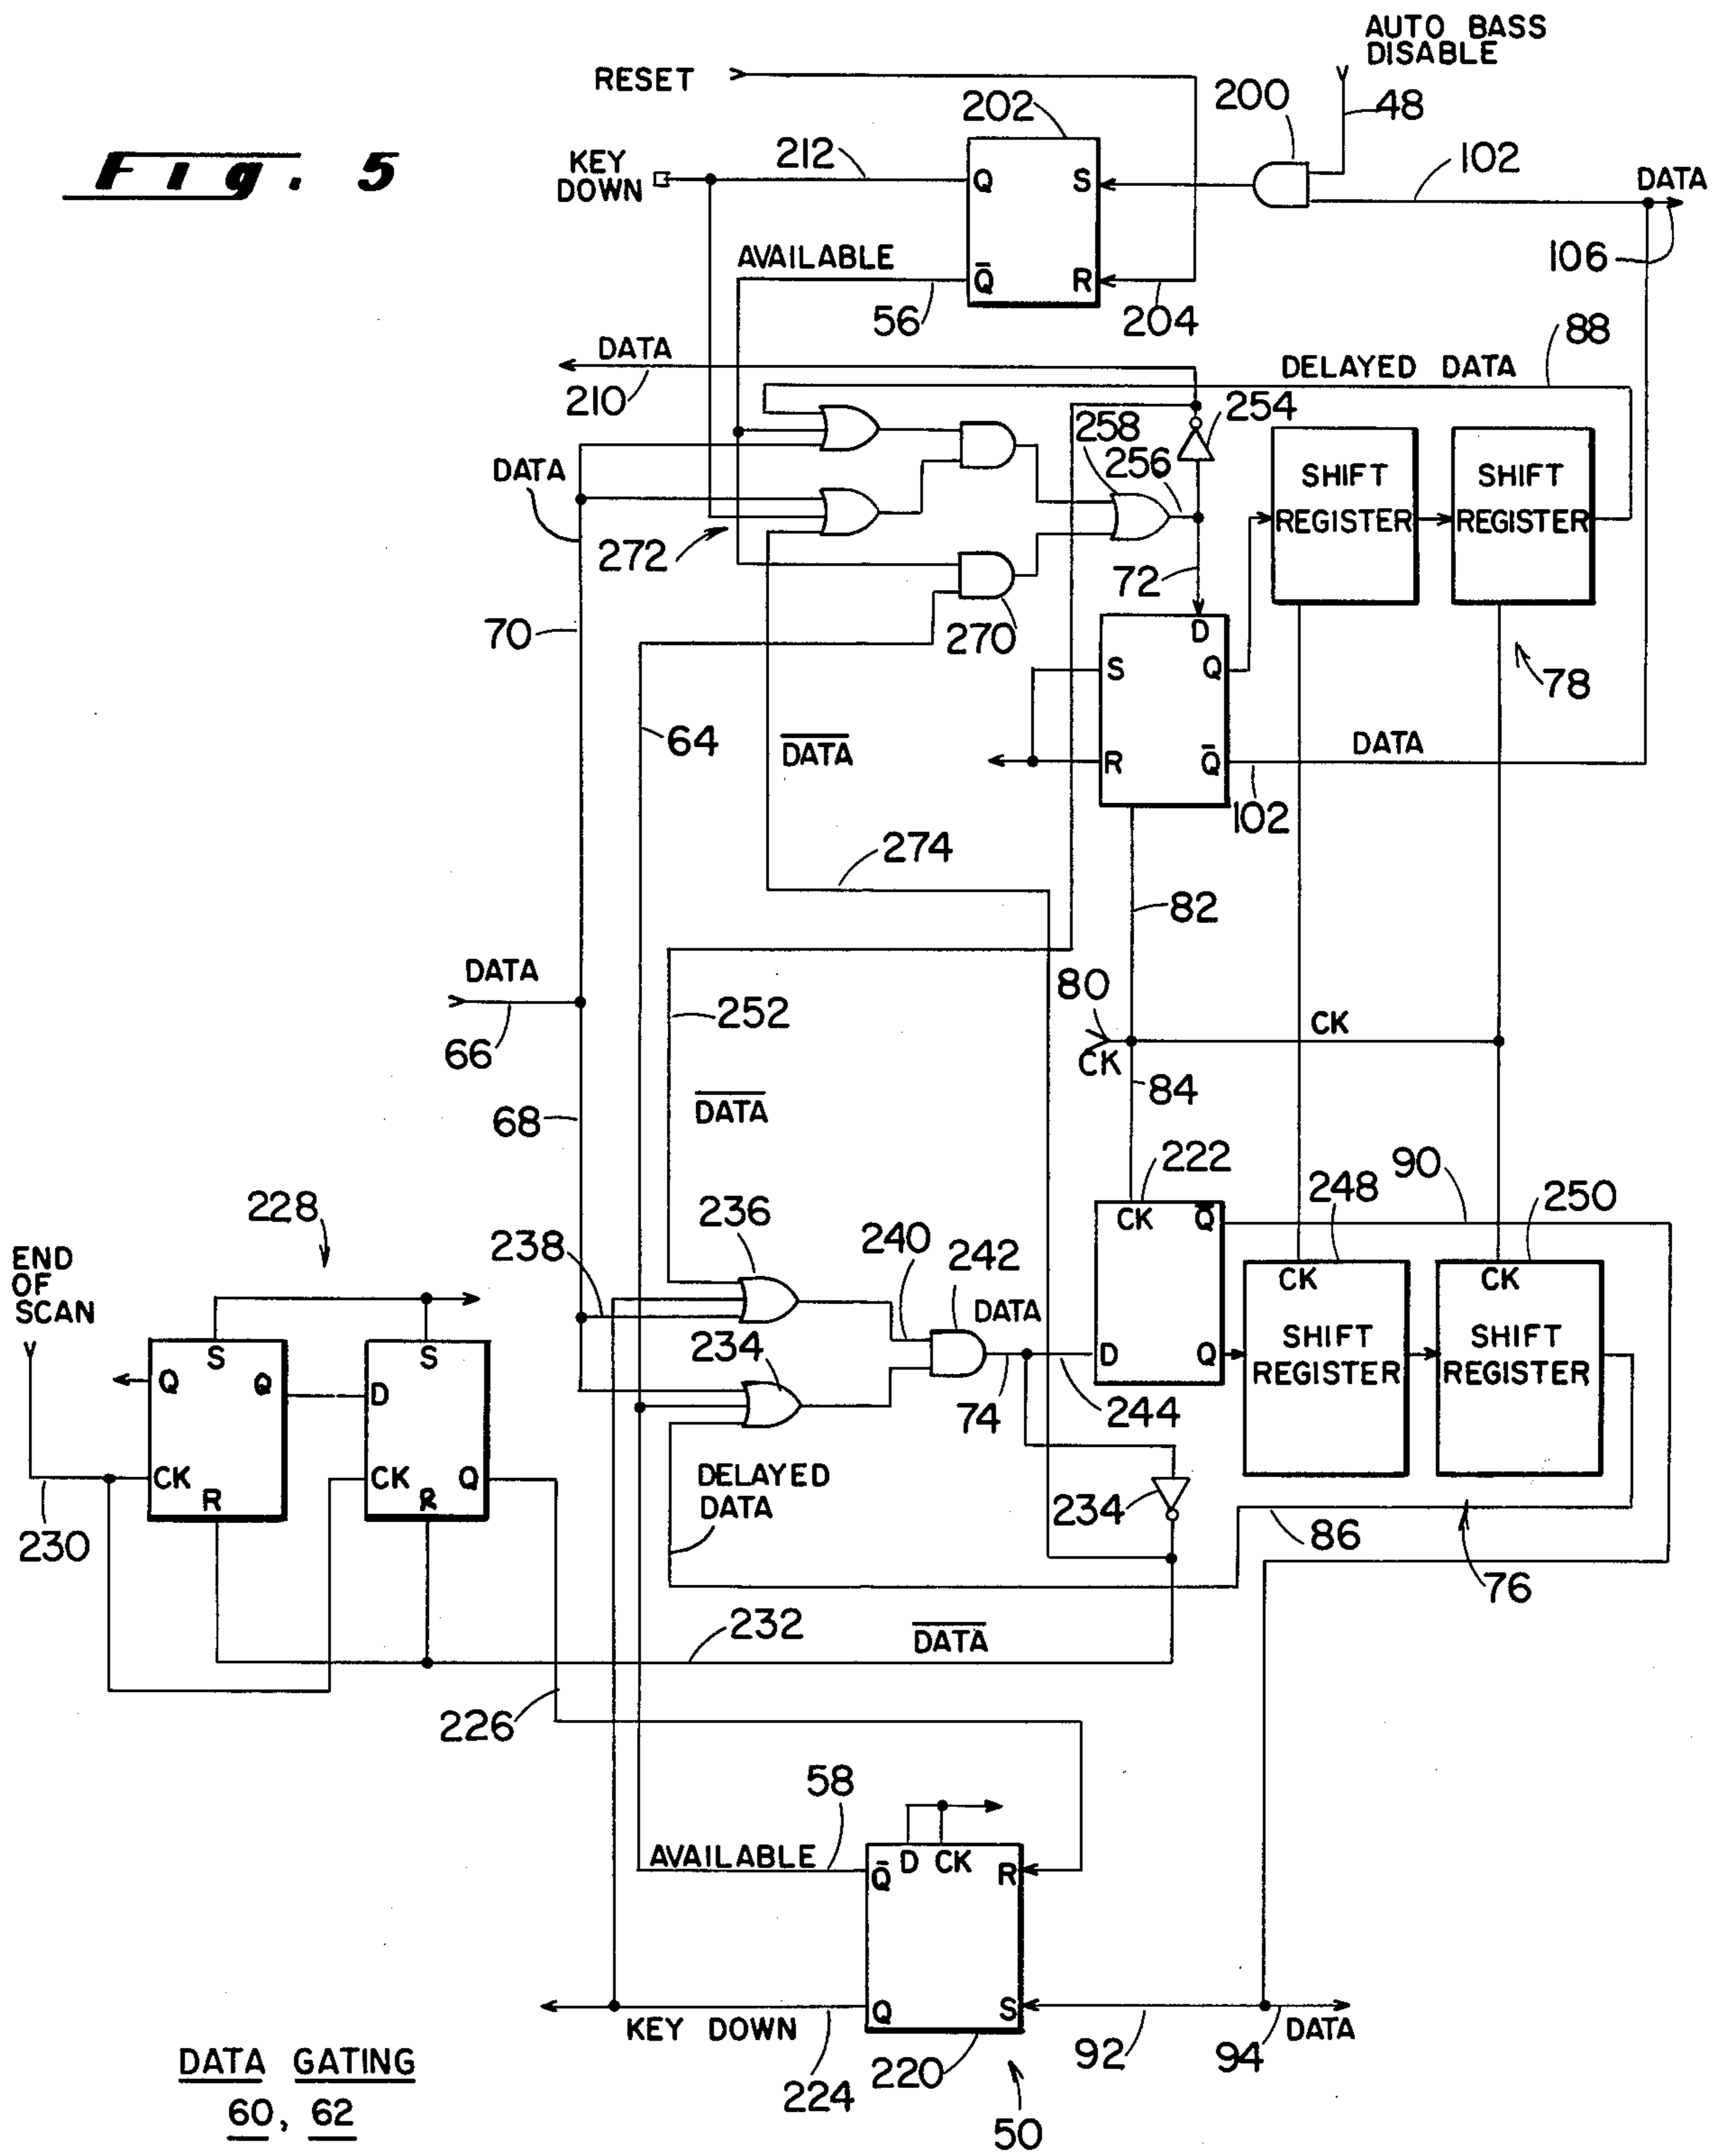 AUTO BASS
DISABLE
RESET
202
200
48
Fig. 5
KEY
DOWN
212
Q
S
102
DATA
AVAILABLE
Q̅
R
106
56
204
88
DATA
DELAYED DATA
210
254
258
256
DATA
SHIFT
REGISTER
SHIFT
REGISTER
272
72
270
D
70
S
Q
78
64
DATA
R
Q̅
DATA
102
274
82
DATA
80
252
CK
66
CK
84
DATA
68
222
90
248
250
228
236
CK
Q̅
END
OF
SCAN
238
240
242
CK
CK
DATA
S
S
234
SHIFT
REGISTER
SHIFT
REGISTER
Q
Q
D
D
Q
74
244
CK
R
CK
R
Q
DELAYED
DATA
234
230
86
76
232
DATA
226
58
AVAILABLE
Q̅
D
CK
R
Q
S
KEY DOWN
DATA
224
220
92
94
50
DATA GATING
60, 62